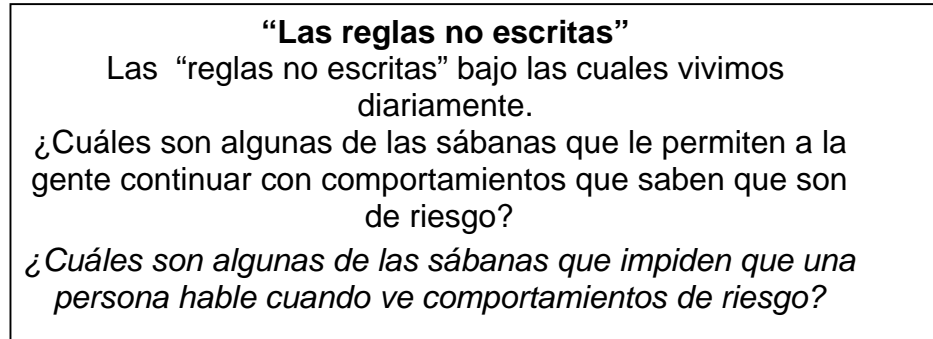 “Las reglas no escritas”
Las “reglas no escritas” bajo las cuales vivimos
diariamente.
¿Cuáles son algunas de las sábanas que le permiten a la
gente continuar con comportamientos que saben que son
de riesgo?
¿Cuáles son algunas de las sábanas que impiden que una
persona hable cuando ve comportamientos de riesgo?